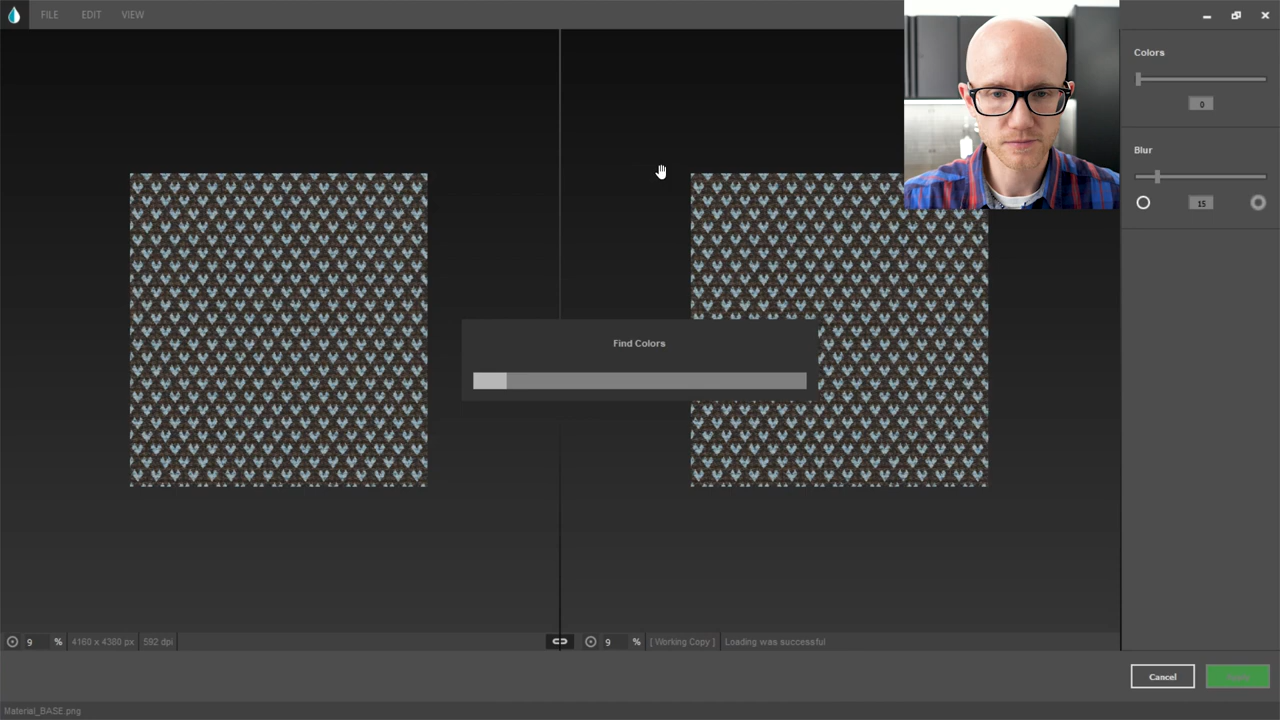 FILE EDIT VIEW
Colors
0
Blur
15
Find Colors
9 % 4160 x 4380 px 592 dpi
9 % [ Working Copy ] Loading was successful
Cancel
Material_BASE.png